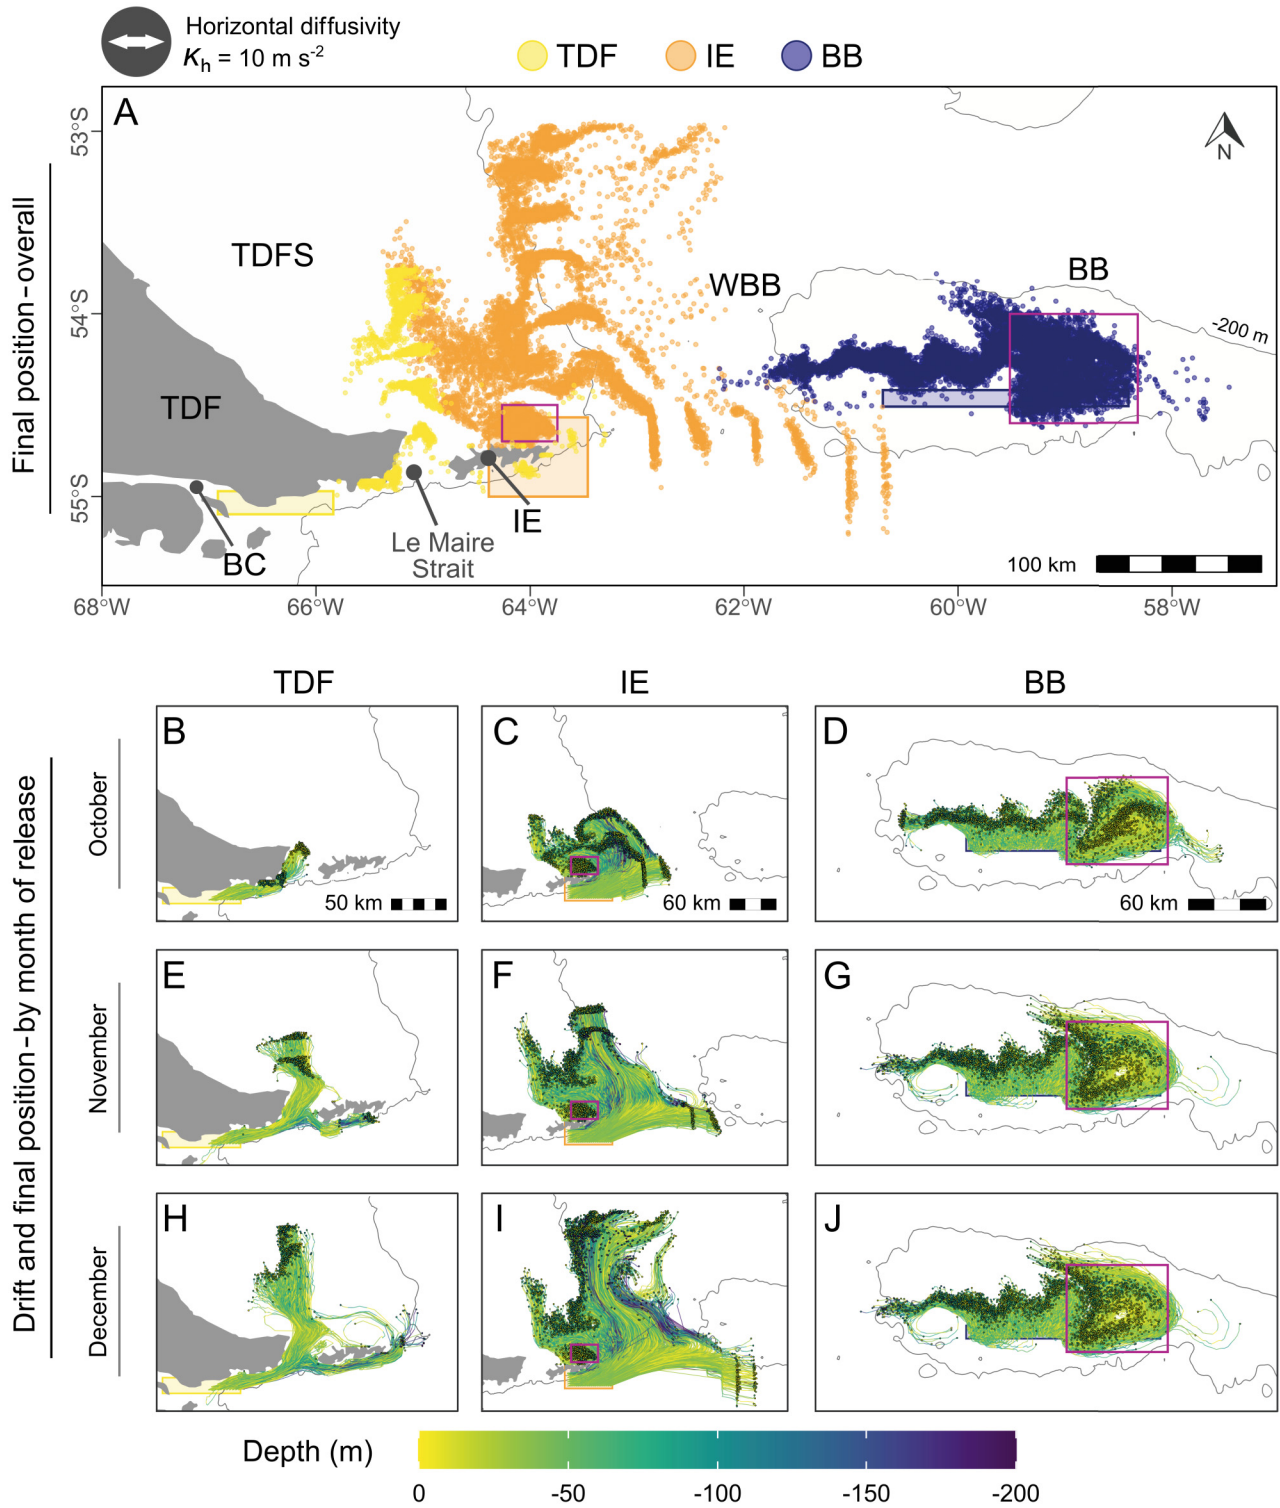 Horizontal diffusivity
Kh = 10 m s-2
TDF
IE
BB
A
N
53°S
54°S
55°S
Final position-overall
TDFS
WBB
BB
-200 m
TDF
BC
Le Maire
Strait
IE
100 km
68°W
66°W
64°W
62°W
60°W
58°W
TDF
IE
BB
Drift and final position-by month of release
October
B
50 km
C
60 km
D
60 km
November
E
F
G
December
H
I
J
Depth (m)
0
-50
-100
-150
-200